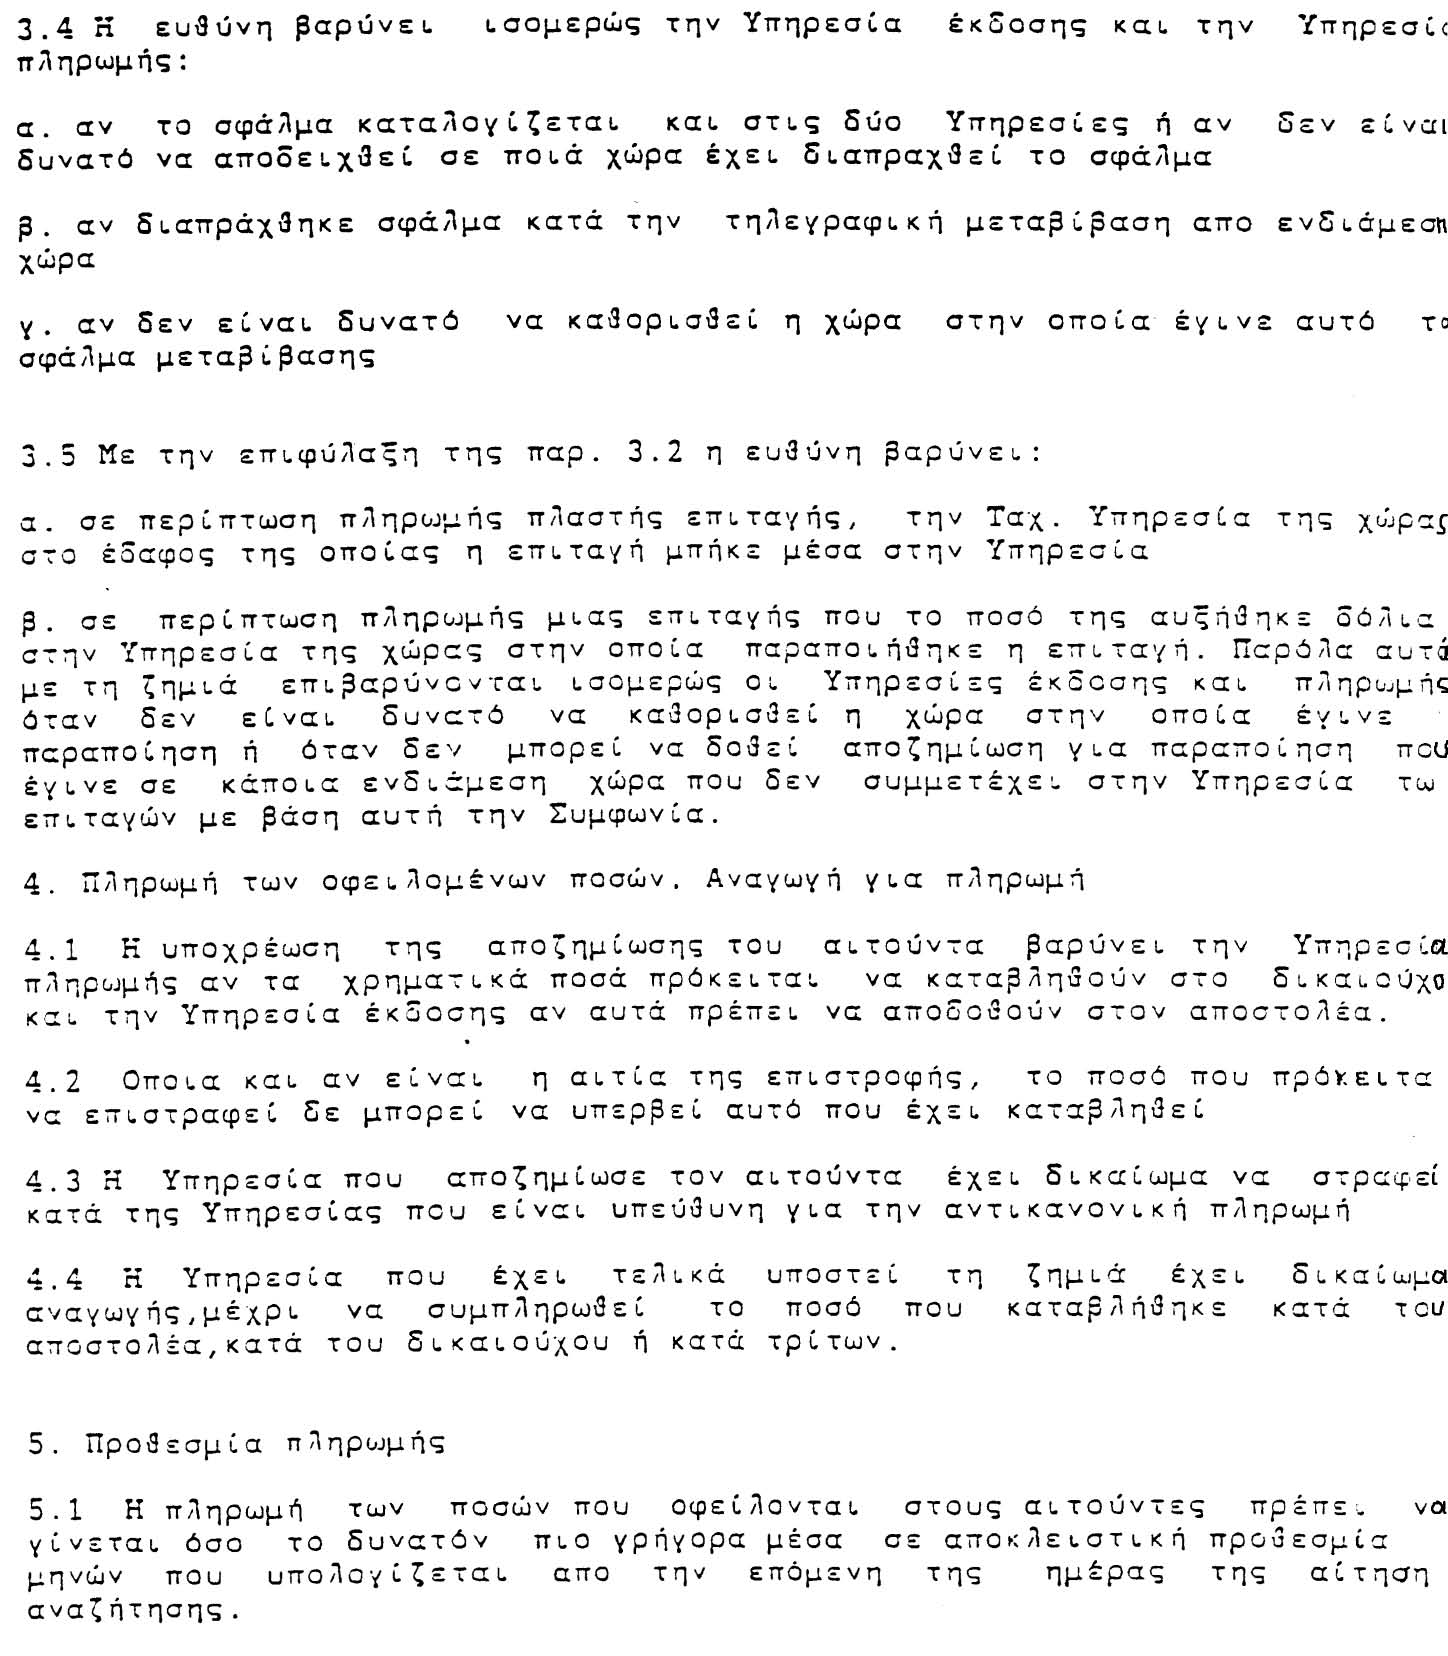 3.4 Η ευθύνη βαρύνει ισομερώς την Υπηρεσία έκδοσης και την Υπηρεσία
πληρωμής:
α. αν το σφάλμα καταλογίζεται και στις δύο Υπηρεσίες ή αν δεν είναι
δυνατό να αποδειχθεί σε ποιά χώρα έχει διαπραχθεί το σφάλμα
β. αν διαπράχθηκε σφάλμα κατά την τηλεγραφική μεταβίβαση απο ενδιάμεση
χώρα
γ. αν δεν είναι δυνατό να καθορισθεί η χώρα στην οποία έγινε αυτό το
σφάλμα μεταβίβασης
3.5 Με την επιφύλαξη της παρ. 3.2 η ευθύνη βαρύνει:
α. σε περίπτωση πληρωμής πλαστής επιταγής, την Ταχ. Υπηρεσία της χώρας
στο έδαφος της οποίας η επιταγή μπήκε μέσα στην Υπηρεσία
β. σε περίπτωση πληρωμής μιας επιταγής που το ποσό της αυξήθηκε δόλια
στην Υπηρεσία της χώρας στην οποία παραποιήθηκε η επιταγή. Παρόλα αυτά
με τη ζημιά επιβαρύνονται ισομερώς οι Υπηρεσίες έκδοσης και πληρωμής
όταν δεν είναι δυνατό να καθορισθεί η χώρα στην οποία έγινε
παραποίηση ή όταν δεν μπορεί να δοθεί αποζημίωση για παραποίηση που
έγινε σε κάποια ενδιάμεση χώρα που δεν συμμετέχει στην Υπηρεσία τω
επιταγών με βάση αυτή την Συμφωνία.
4. Πληρωμή των οφειλομένων ποσών. Αναγωγή για πληρωμή
4.1 Η υποχρέωση της αποζημίωσης του αιτούντα βαρύνει την Υπηρεσία
πληρωμής αν τα χρηματικά ποσά πρόκειται να καταβληθούν στο δικαιούχο
και την Υπηρεσία έκδοσης αν αυτά πρέπει να αποδοθούν στον αποστολέα.
4.2 Οποια και αν είναι η αιτία της επιστροφής, το ποσό που πρόκειτα
να επιστραφεί δε μπορεί να υπερβεί αυτό που έχει καταβληθεί
4.3 Η Υπηρεσία που αποζημίωσε τον αιτούντα έχει δικαίωμα να στραφεί
κατά της Υπηρεσίας που είναι υπεύθυνη για την αντικανονική πληρωμή
4.4 Η Υπηρεσία που έχει τελικά υποστεί τη ζημιά έχει δικαίωμα
αναγωγής,μέχρι να συμπληρωθεί το ποσό που καταβλήθηκε κατά του
αποστολέα,κατά του δικαιούχου ή κατά τρίτων.
5. Προθεσμία πληρωμής
5.1 Η πληρωμή των ποσών που οφείλονται στους αιτούντες πρέπει να
γίνεται όσο το δυνατόν πιο γρήγορα μέσα σε αποκλειστική προθεσμία
μηνών που υπολογίζεται απο την επόμενη της ημέρας της αίτηση
αναζήτησης.